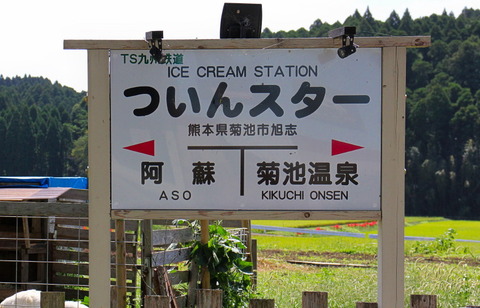 TS九州鉄道
ICE CREAM STATION
ついんスター
熊本県菊池市旭志
阿蘇 菊池温泉
ASO KIKUCHI ONSEN